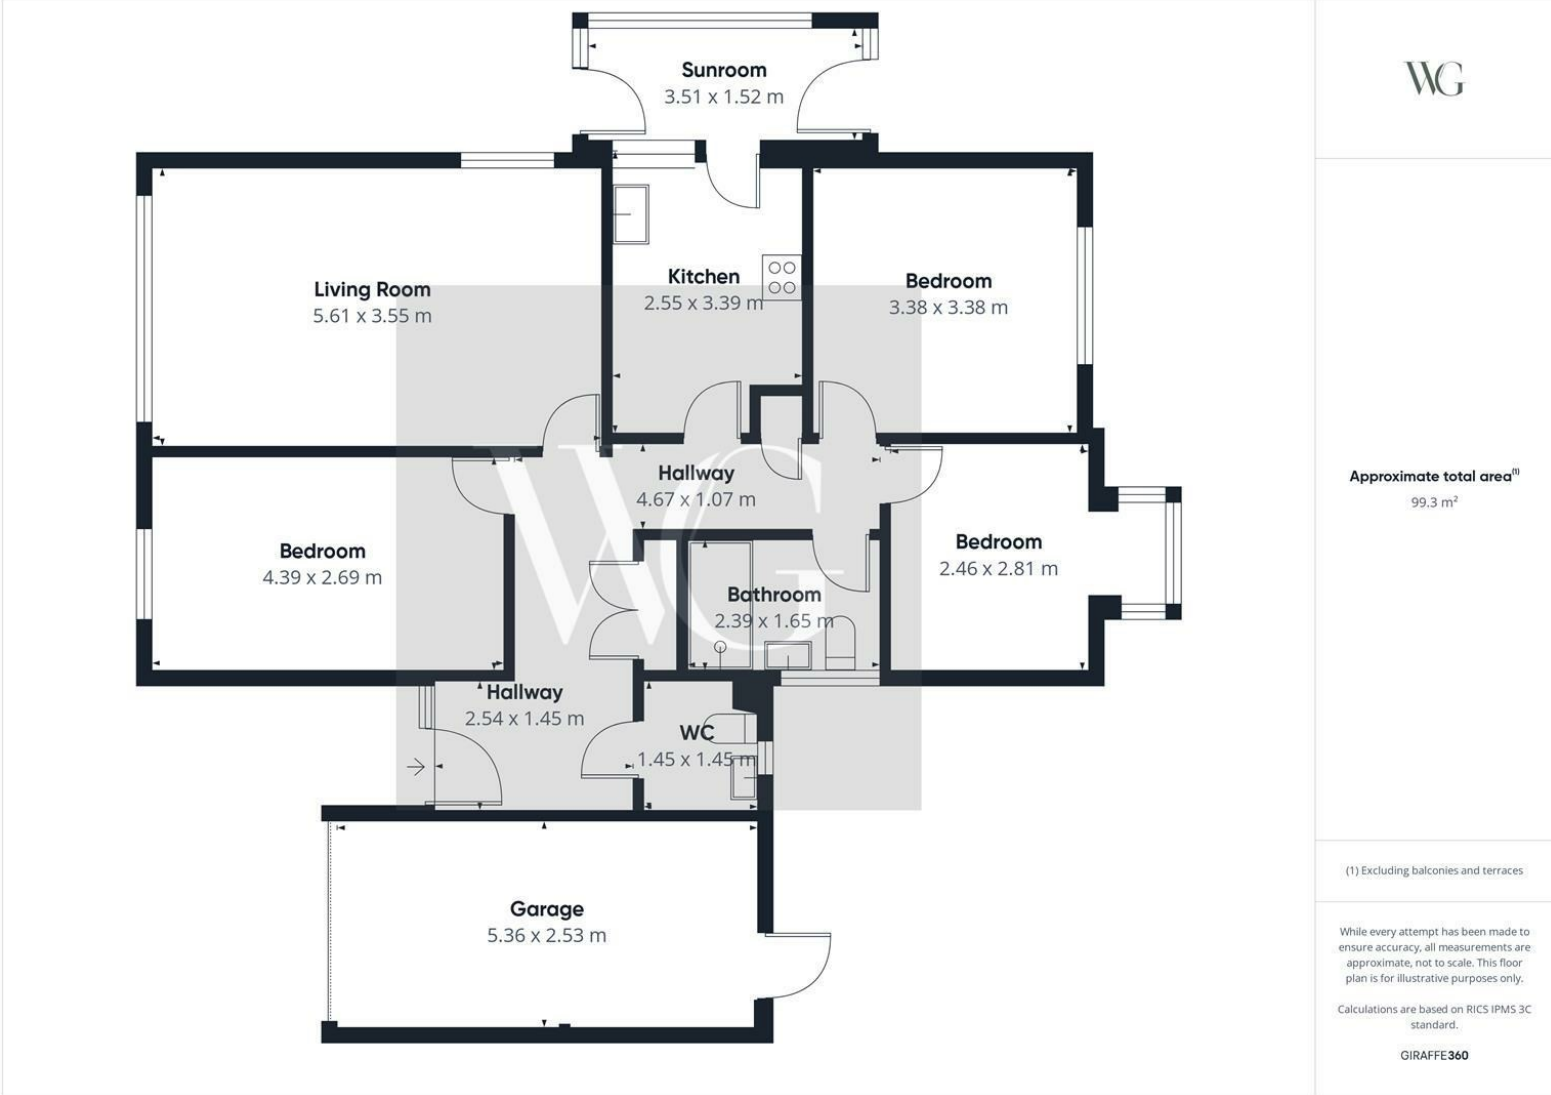 Sunroom
3.51 x 1.52 m
Living Room
5.61 x 3.55 m
Kitchen
2.55 x 3.39 m
Bedroom
3.38 x 3.38 m
Hallway
4.67 x 1.07 m
Bedroom
4.39 x 2.69 m
Bedroom
2.46 x 2.81 m
Bathroom
2.39 x 1.65 m
Hallway
2.54 x 1.45 m
WC
1.45 x 1.45 m
Garage
5.36 x 2.53 m
WG
WG
Approximate total area(1)
99.3 m²
(1) Excluding balconies and terraces
While every attempt has been made to
ensure accuracy, all measurements are
approximate, not to scale. This floor
plan is for illustrative purposes only.
Calculations are based on RICS IPMS 3C
standard.
GIRAFFE360